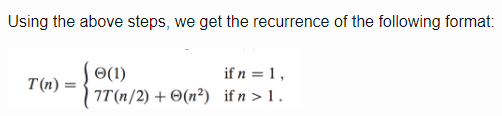 Using the above steps, we get the recurrence of the following format:
T(n) = { Θ(1) if n = 1,
7T(n/2) + Θ(n²) if n > 1.